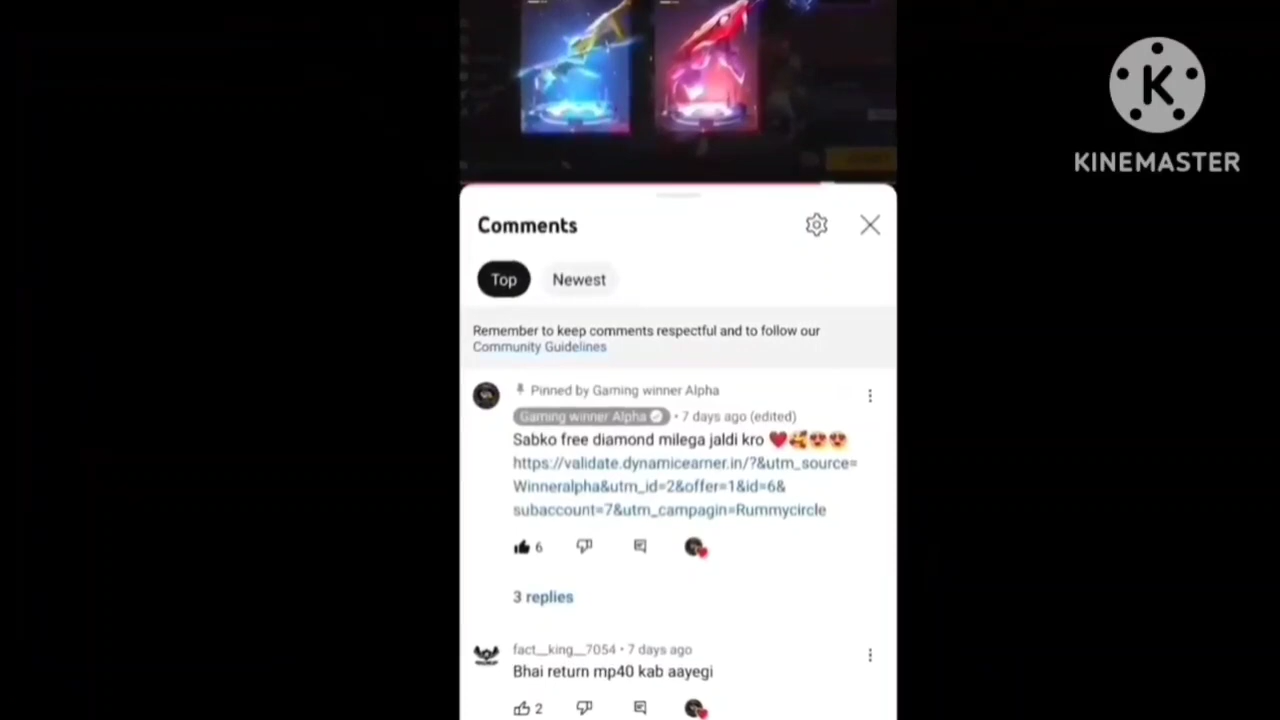 KINEMASTER
Comments
Top
Newest
Remember to keep comments respectful and to follow our
Community Guidelines
Pinned by Gaming winner Alpha
Gaming winner Alpha • 7 days ago (edited)
Sabko free diamond milega jaldi kro ❤️🥰😍😍
https://validate.dynamicearner.in/?&utm_source=
Winneralpha&utm_id=2&offer=1&id=6&
subaccount=7&utm_campagin=Rummycircle
6
3 replies
fact__king__7054 • 7 days ago
Bhai return mp40 kab aayegi
2